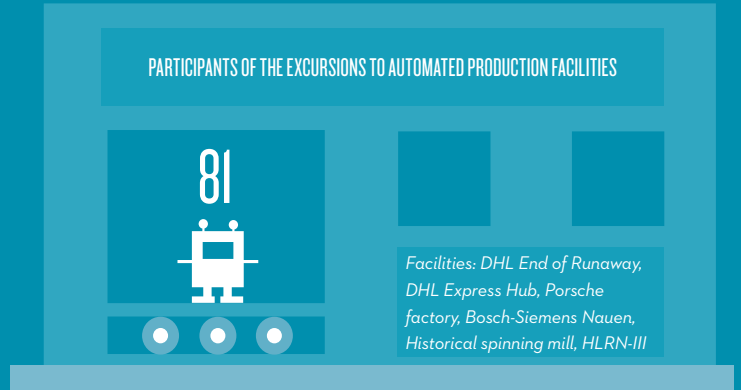 PARTICIPANTS OF THE EXCURSIONS TO AUTOMATED PRODUCTION FACILITIES
81
Facilities: DHL End of Runaway,
DHL Express Hub, Porsche
factory, Bosch-Siemens Nauen,
Historical spinning mill, HLRN-III